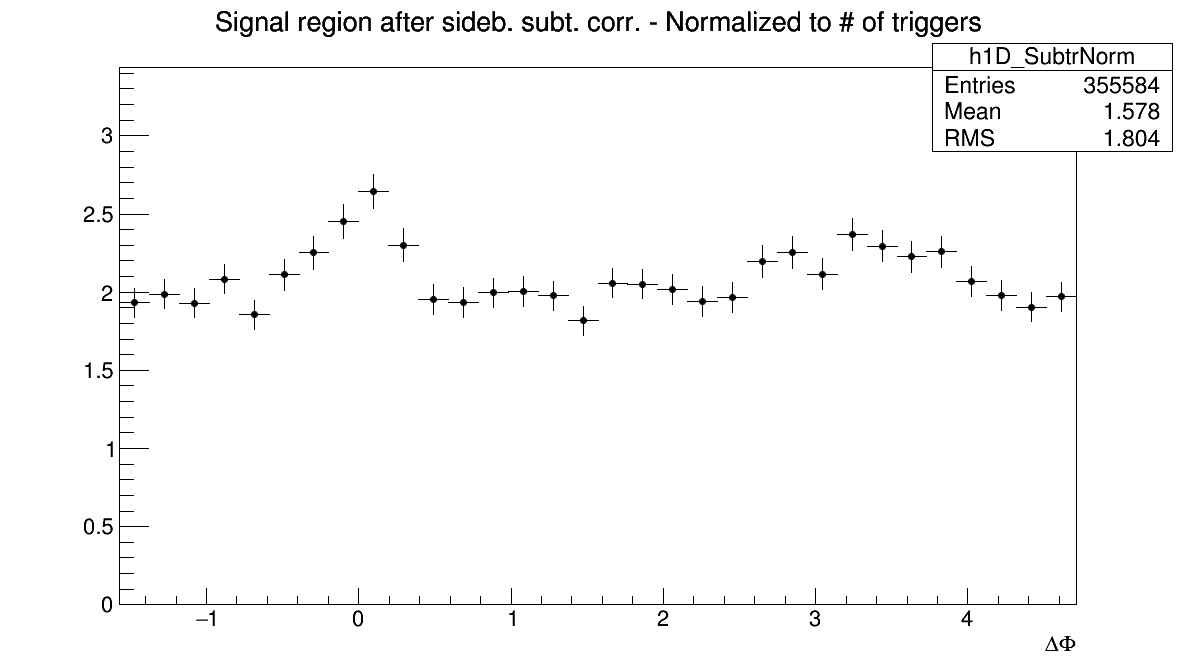 Signal region after sideb. subt. corr. - Normalized to # of triggers
h1D_SubtrNorm
Entries 355584
Mean 1.578
RMS 1.804
3
2.5
2
1.5
1
0.5
0
−1 0 1 2 3 4
ΔΦ